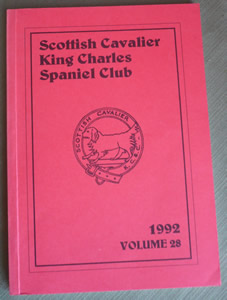 Scottish Cavalier
King Charles
Spaniel Club
SCOTTISH CAVALIER
K.C.S.C.
1992
VOLUME 28